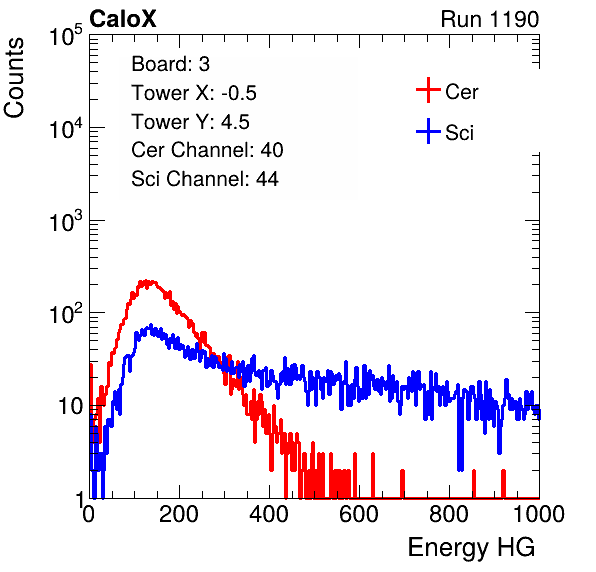 CaloX Run 1190
Counts
10^5
10^4
10^3
10^2
10
1
Board: 3
Tower X: -0.5
Tower Y: 4.5
Cer Channel: 40
Sci Channel: 44
Cer
Sci
0 200 400 600 800 1000
Energy HG